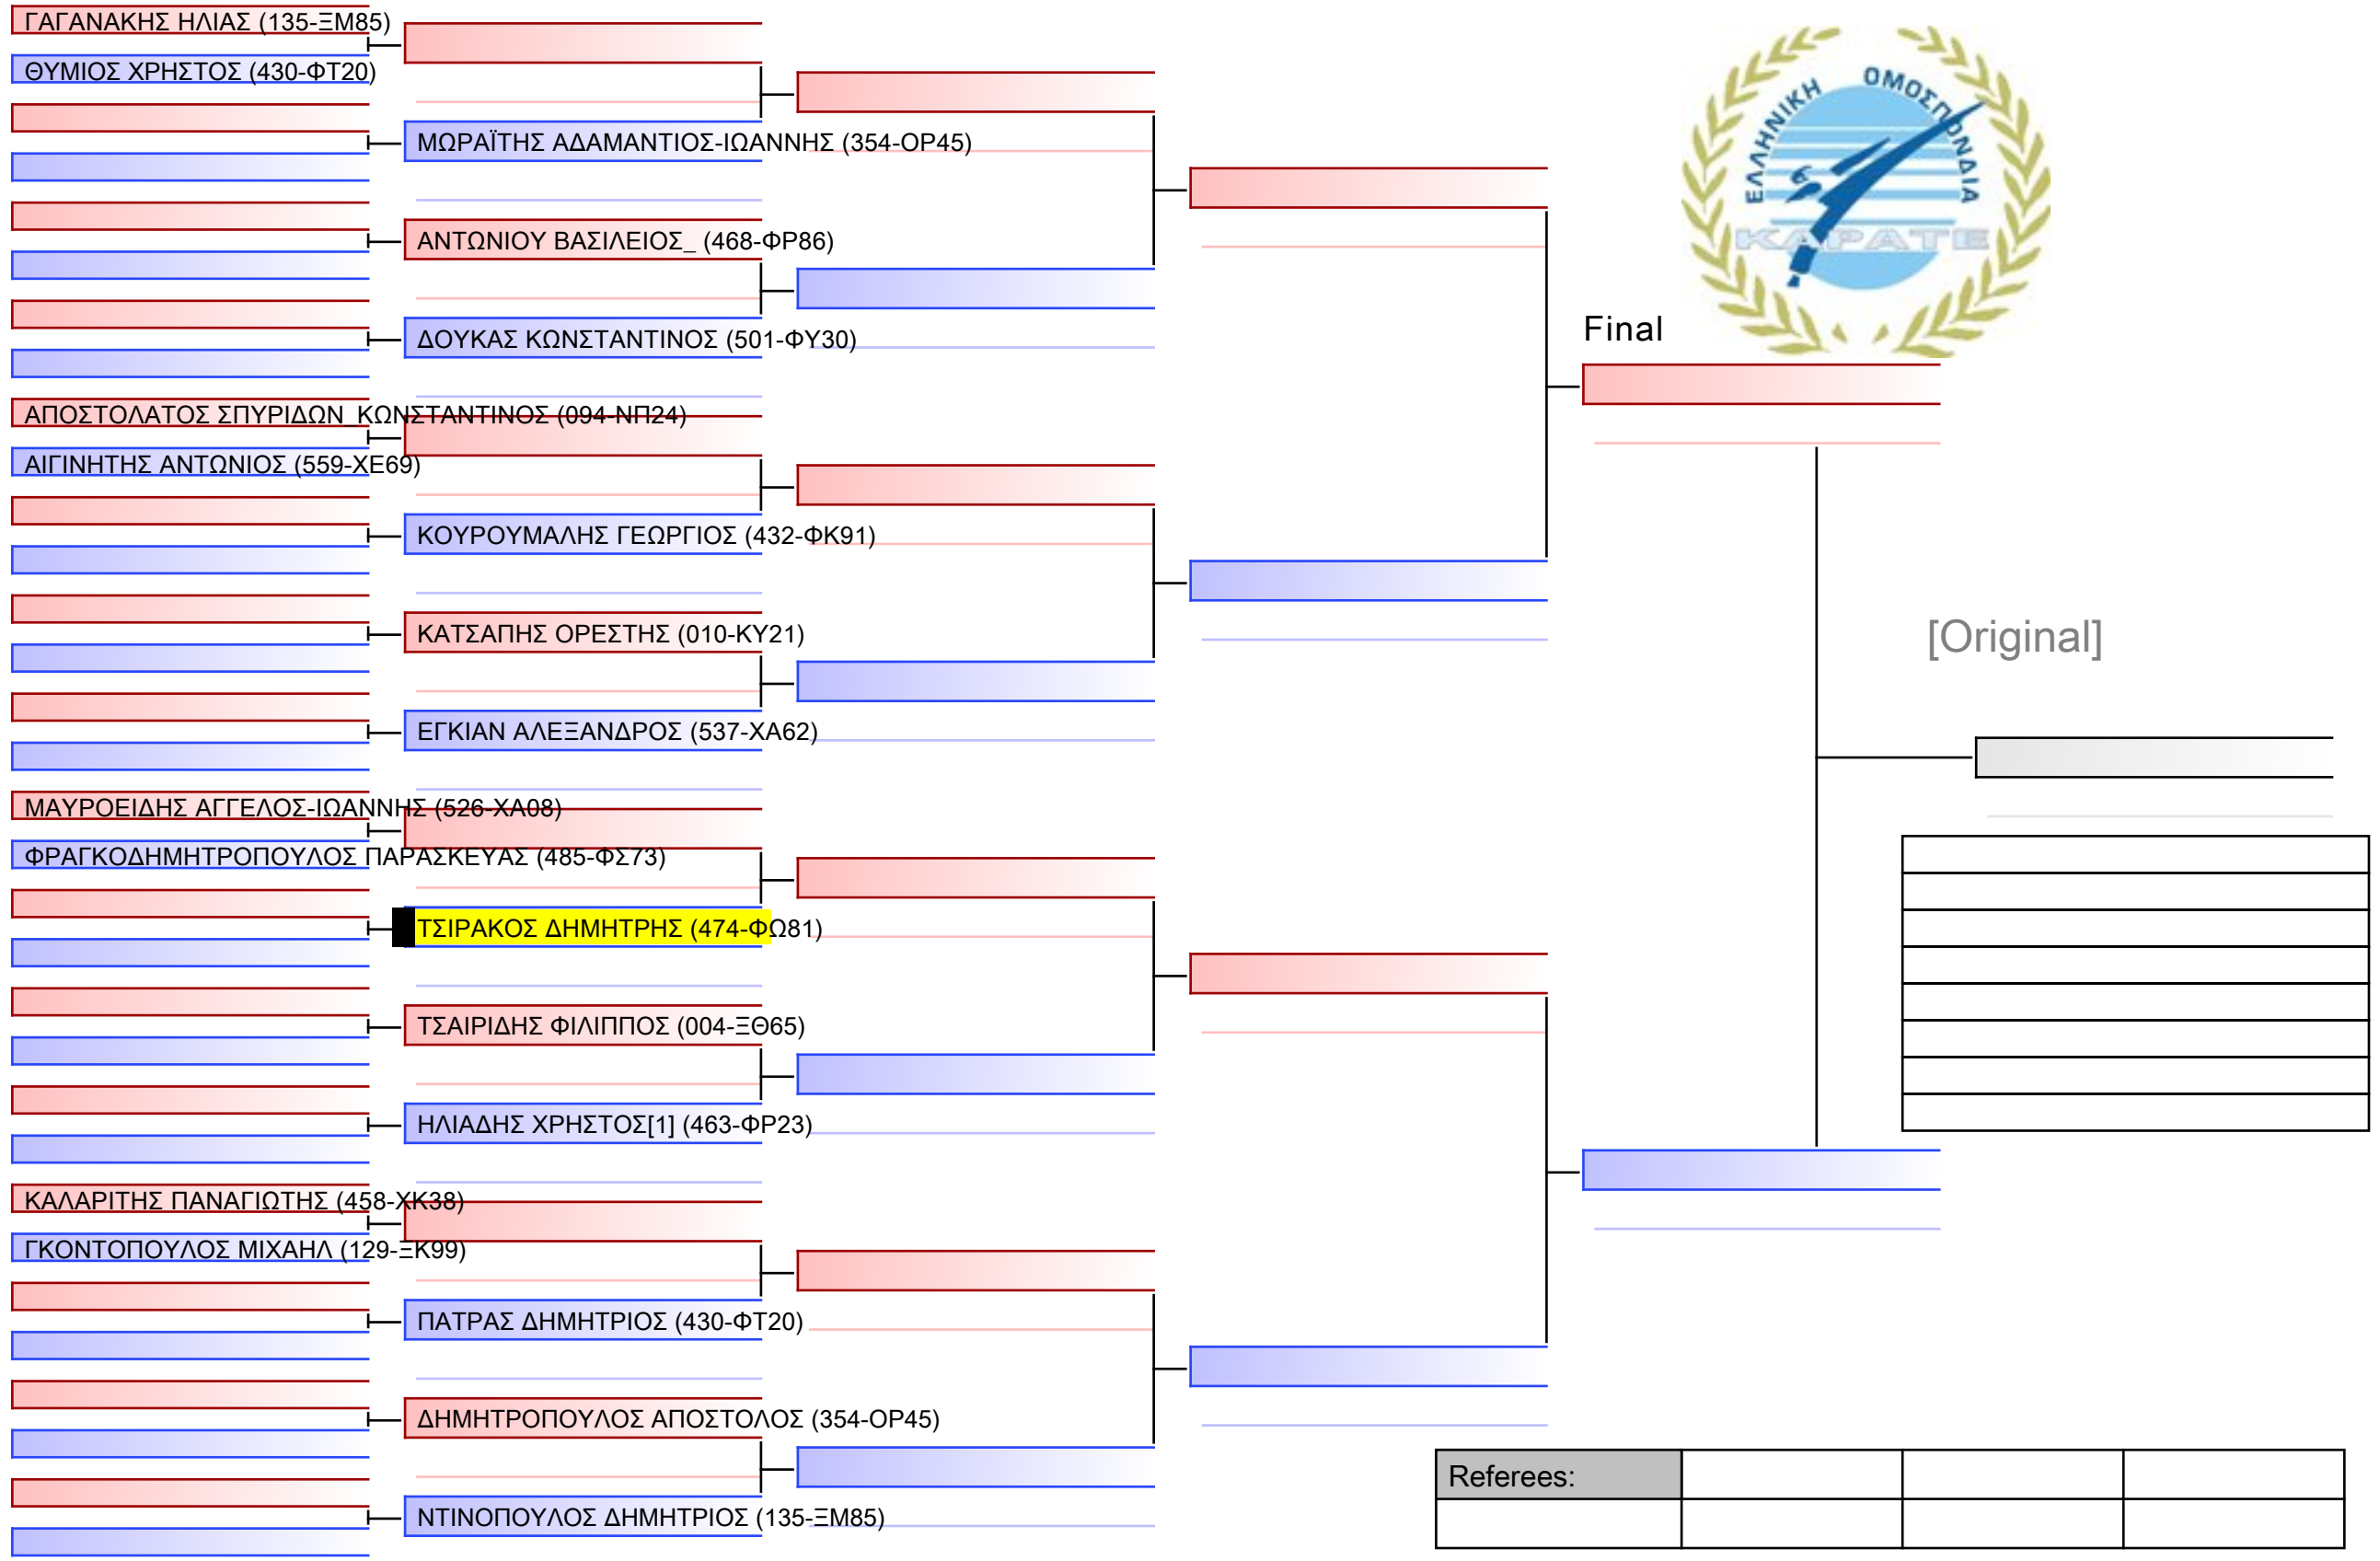 ΓΑΓΑΝΑΚΗΣ ΗΛΙΑΣ (135-ΞΜ85)
ΘΥΜΙΟΣ ΧΡΗΣΤΟΣ (430-ΦΤ20)
ΜΩΡΑΪΤΗΣ ΑΔΑΜΑΝΤΙΟΣ-ΙΩΑΝΝΗΣ (354-ΟΡ45)
ΑΝΤΩΝΙΟΥ ΒΑΣΙΛΕΙΟΣ_ (468-ΦΡ86)
ΔΟΥΚΑΣ ΚΩΝΣΤΑΝΤΙΝΟΣ (501-ΦΥ30)
ΑΠΟΣΤΟΛΑΤΟΣ ΣΠΥΡΙΔΩΝ_ΚΩΝΣΤΑΝΤΙΝΟΣ (094-ΝΠ24)
ΑΙΓΙΝΗΤΗΣ ΑΝΤΩΝΙΟΣ (559-ΧΕ69)
ΚΟΥΡΟΥΜΑΛΗΣ ΓΕΩΡΓΙΟΣ (432-ΦΚ91)
ΚΑΤΣΑΠΗΣ ΟΡΕΣΤΗΣ (010-ΚΥ21)
ΕΓΚΙΑΝ ΑΛΕΞΑΝΔΡΟΣ (537-ΧΑ62)
ΜΑΥΡΟΕΙΔΗΣ ΑΓΓΕΛΟΣ-ΙΩΑΝΝΗΣ (526-ΧΑ08)
ΦΡΑΓΚΟΔΗΜΗΤΡΟΠΟΥΛΟΣ ΠΑΡΑΣΚΕΥΑΣ (485-ΦΣ73)
ΤΣΙΡΑΚΟΣ ΔΗΜΗΤΡΗΣ (474-ΦΩ81)
ΤΣΑΙΡΙΔΗΣ ΦΙΛΙΠΠΟΣ (004-ΞΘ65)
ΗΛΙΑΔΗΣ ΧΡΗΣΤΟΣ[1] (463-ΦΡ23)
ΚΑΛΑΡΙΤΗΣ ΠΑΝΑΓΙΩΤΗΣ (458-ΧΚ38)
ΓΚΟΝΤΟΠΟΥΛΟΣ ΜΙΧΑΗΛ (129-ΞΚ99)
ΠΑΤΡΑΣ ΔΗΜΗΤΡΙΟΣ (430-ΦΤ20)
ΔΗΜΗΤΡΟΠΟΥΛΟΣ ΑΠΟΣΤΟΛΟΣ (354-ΟΡ45)
ΝΤΙΝΟΠΟΥΛΟΣ ΔΗΜΗΤΡΙΟΣ (135-ΞΜ85)
ΕΛΛΗΝΙΚΗ ΟΜΟΣΠΟΝΔΙΑ
ΚΑΡΑΤΕ
Final
[Original]
Referees: